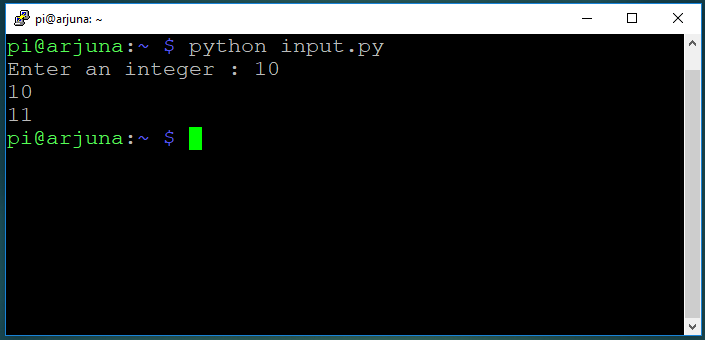 pi@arjuna: ~
pi@arjuna:~ $ python input.py
Enter an integer : 10
10
11
pi@arjuna:~ $